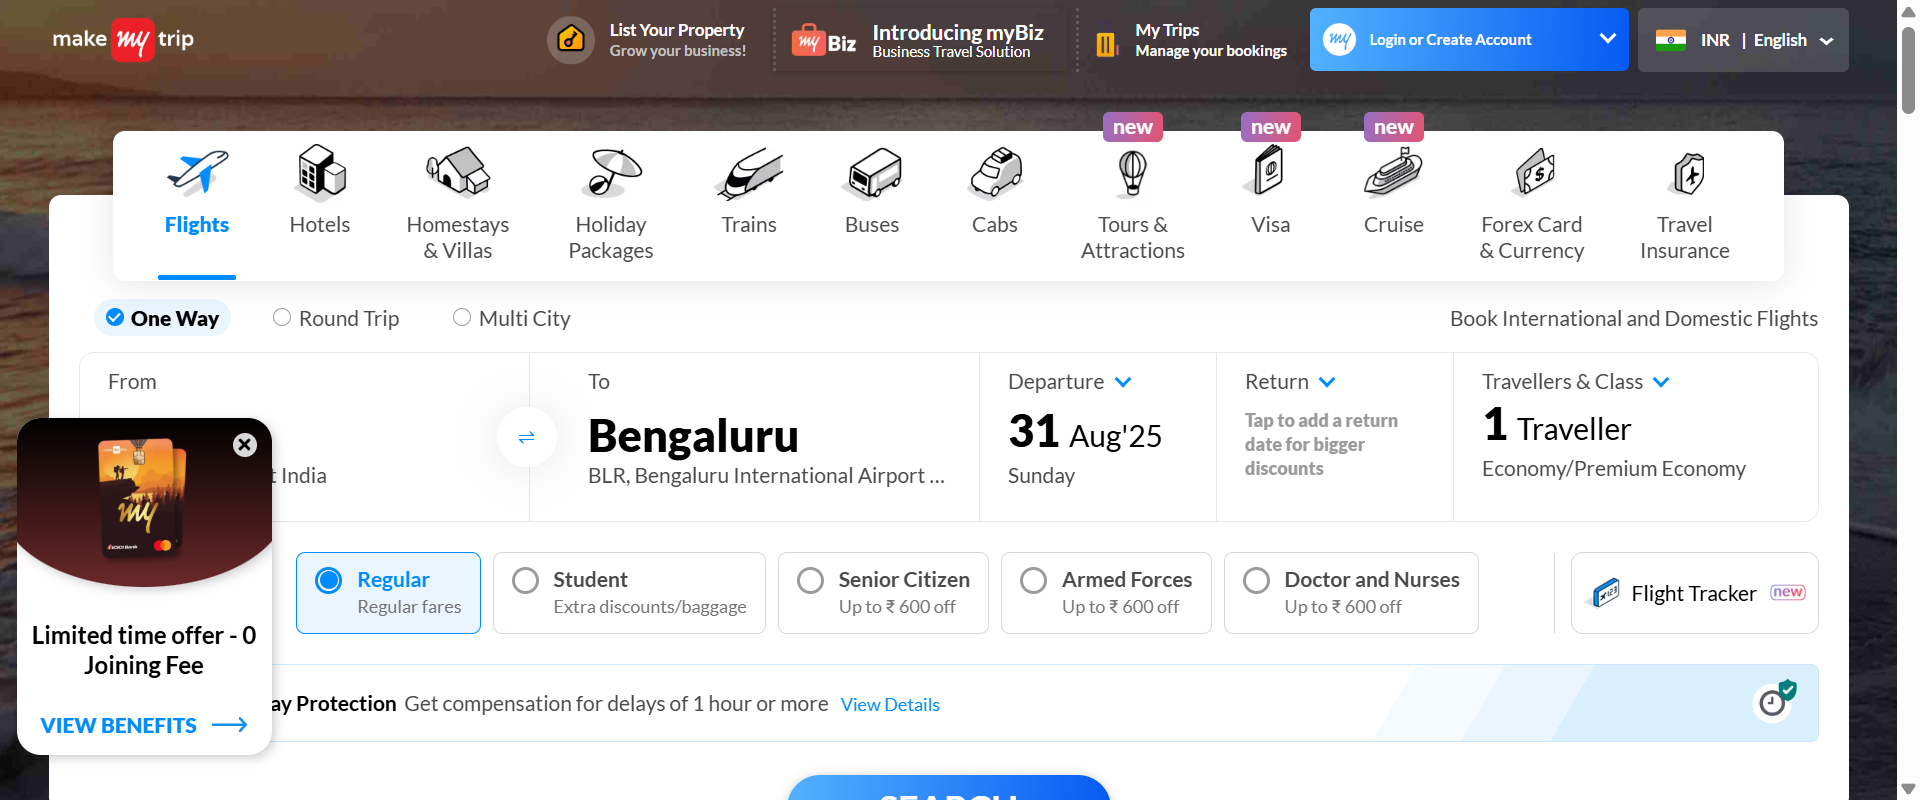 make my trip
List Your Property
Grow your business!
my Biz
Introducing myBiz
Business Travel Solution
My Trips
Manage your bookings
my
Login or Create Account
INR | English
new
new
new
Flights
Hotels
Homestays
& Villas
Holiday
Packages
Trains
Buses
Cabs
Tours &
Attractions
Visa
Cruise
Forex Card
& Currency
Travel
Insurance
One Way
Round Trip
Multi City
Book International and Domestic Flights
From
India
To
Bengaluru
BLR, Bengaluru International Airport ...
Departure
31 Aug'25
Sunday
Return
Tap to add a return
date for bigger
discounts
Travellers & Class
1 Traveller
Economy/Premium Economy
Regular
Regular fares
Student
Extra discounts/baggage
Senior Citizen
Up to ₹ 600 off
Armed Forces
Up to ₹ 600 off
Doctor and Nurses
Up to ₹ 600 off
Flight Tracker new
my
ICICI Bank
Limited time offer - 0
Joining Fee
VIEW BENEFITS
ay Protection Get compensation for delays of 1 hour or more View Details
SEARCH